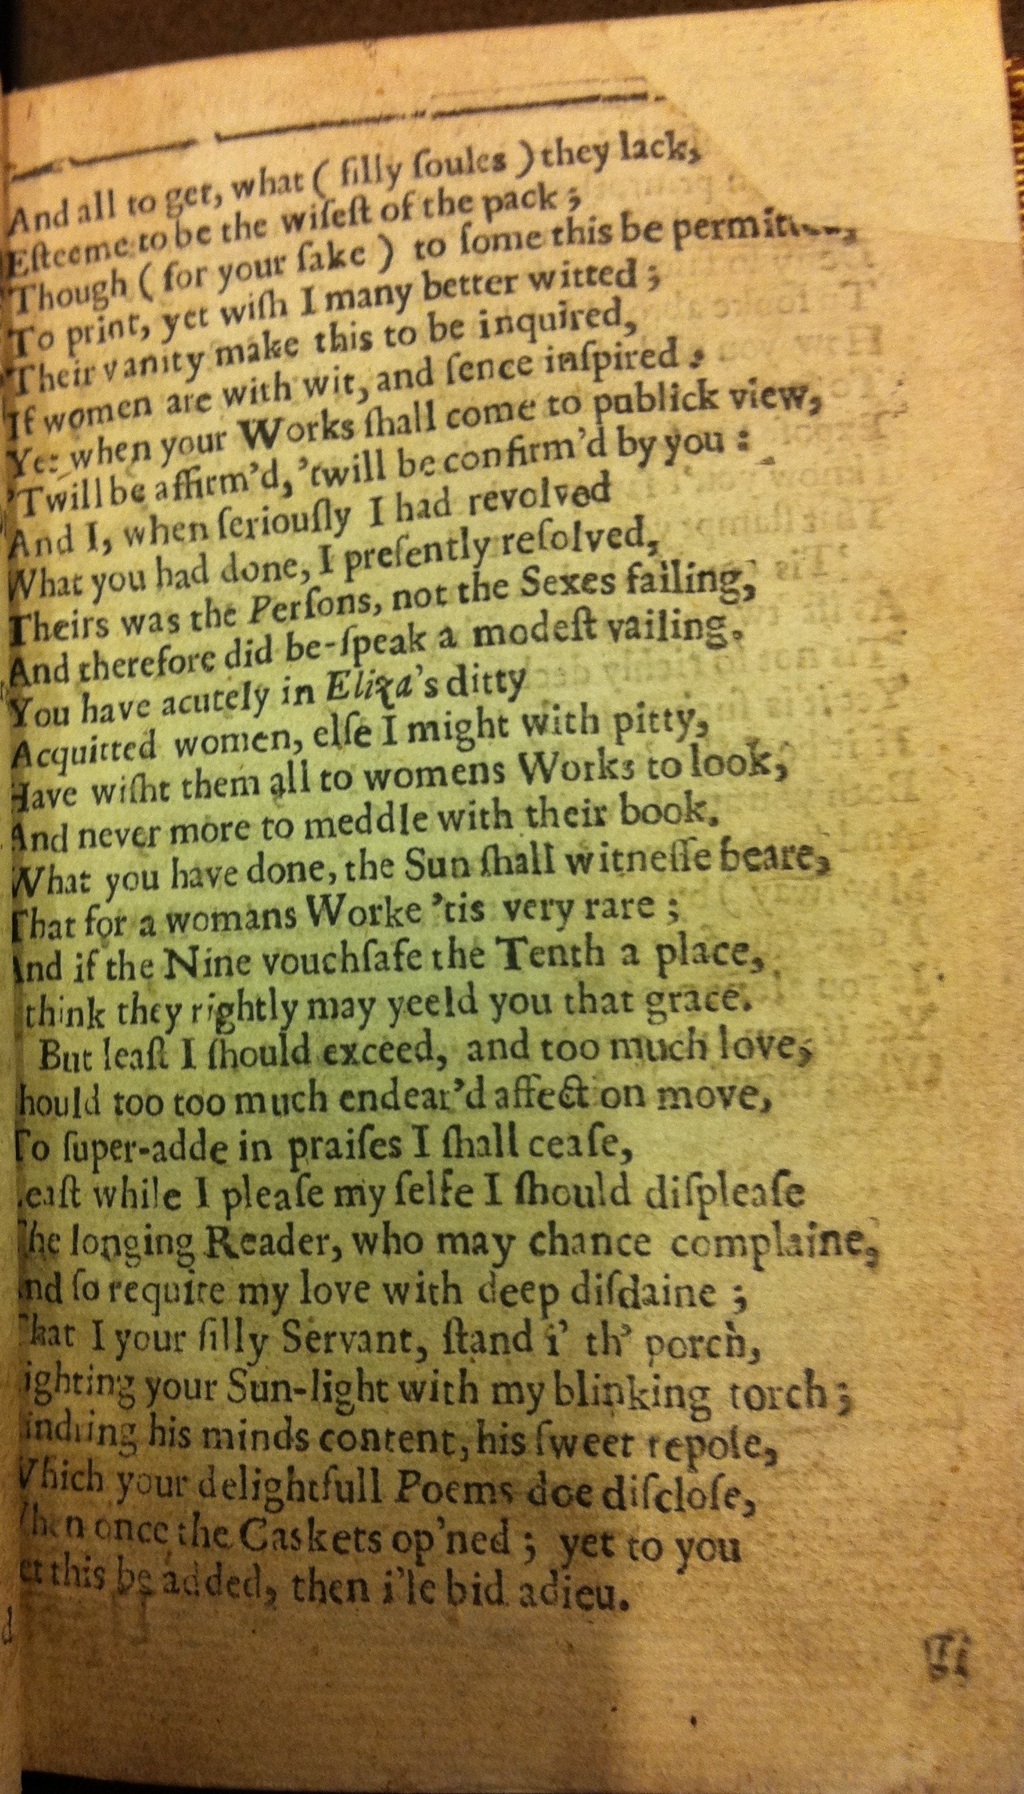 And all to get, what ( ſilly ſoules ) they lack,
Eſteeme to be the wiſeſt of the pack ;
Though ( for your ſake ) to ſome this be permitt
To print, yet wiſh I many better witted ;
Their vanity make this to be inquired,
If women are with wit, and ſence inſpired :
Yet when your Works ſhall come to publick view,
'Twill be affirm'd, 'twill be confirm'd by you :
And I, when ſeriouſly I had revolved
What you had done, I preſently reſolved,
Theirs was the Perſons, not the Sexes failing,
And therefore did be-ſpeak a modeſt vailing.
You have acutely in Eliza's ditty
Acquitted women, elſe I might with pitty,
Have wiſht them all to womens Works to look,
And never more to meddle with their book.
What you have done, the Sun ſhall witneſſe beare,
That for a womans Worke 'tis very rare ;
And if the Nine vouchſafe the Tenth a place,
think they rightly may yeeld you that grace.
But leaſt I ſhould exceed, and too much love,
hould too too much endear'd affection move,
To ſuper-adde in praiſes I ſhall ceaſe,
eaſt while I pleaſe my ſelfe I ſhould diſpleaſe
The longing Reader, who may chance complaine,
nd ſo requite my love with deep diſdaine ;
That I your ſilly Servant, ſtand i' th' porch,
ighting your Sun-light with my blinking torch ;
indring his minds content, his ſweet repoſe,
Which your delightfull Poems doe diſcloſe,
hen once the Caskets op'ned ; yet to you
et this be added, then i'le bid adieu.